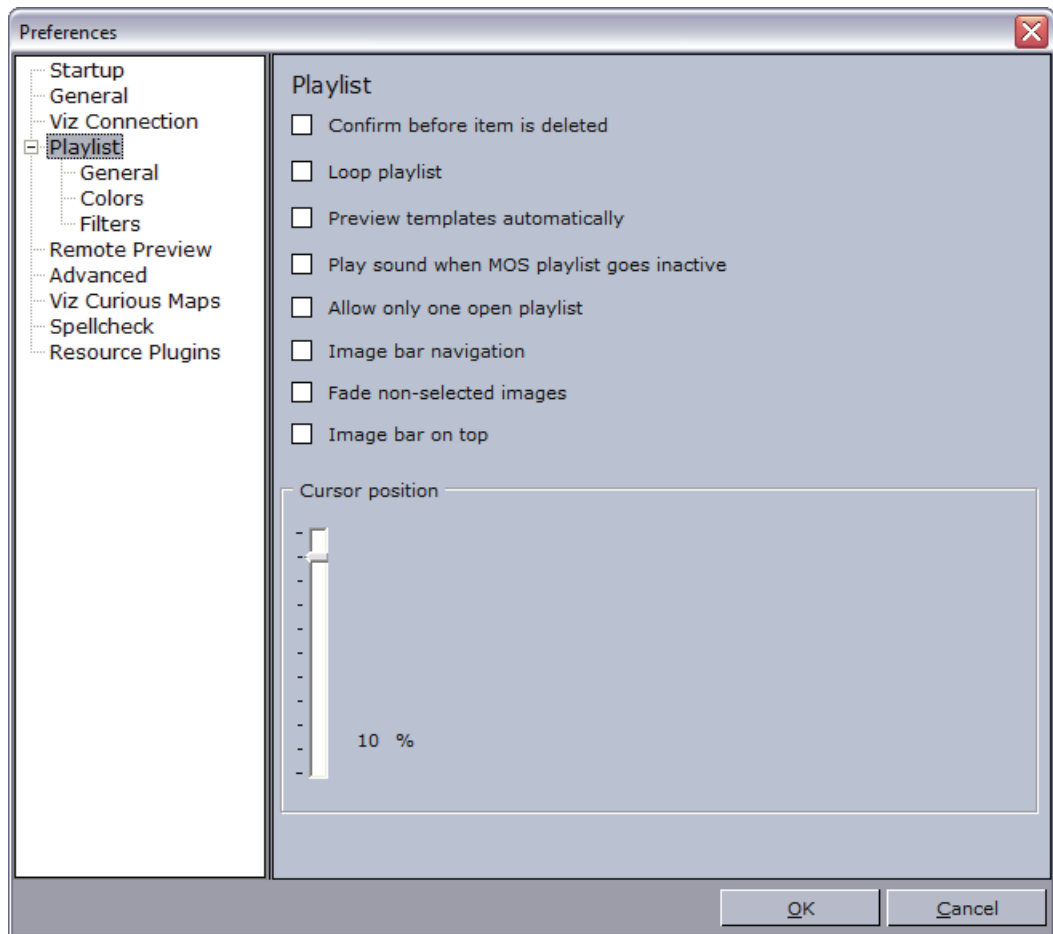 Preferences
Startup
General
Viz Connection
Playlist
General
Colors
Filters
Remote Preview
Advanced
Viz Curious Maps
Spellcheck
Resource Plugins
Playlist
Confirm before item is deleted
Loop playlist
Preview templates automatically
Play sound when MOS playlist goes inactive
Allow only one open playlist
Image bar navigation
Fade non-selected images
Image bar on top
Cursor position
10 %
OK
Cancel